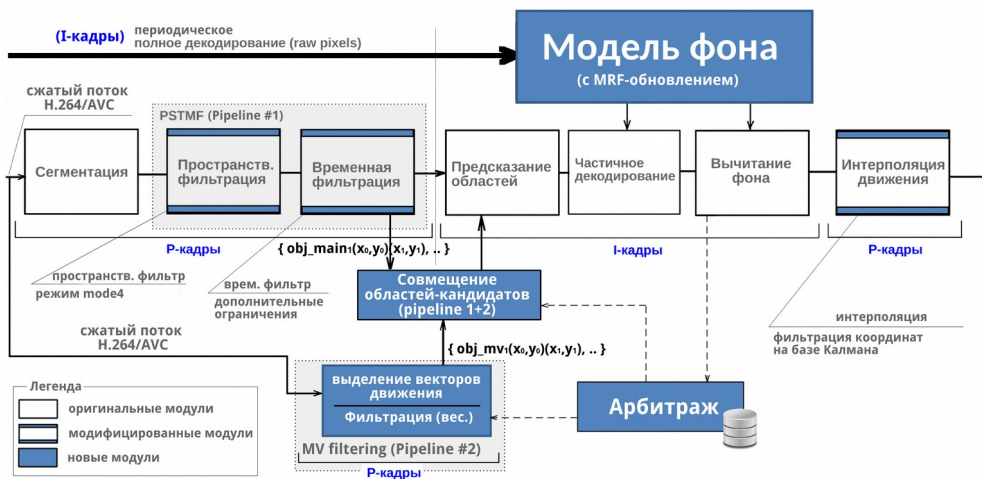 (I-кадры)
периодическое
полное декодирование (raw pixels)
Модель фона
(с MRF-обновлением)
сжатый поток
H.264/AVC
PSTMF (Pipeline #1)
Сегментация
Пространств.
фильтрация
Временная
фильтрация
Предсказание
областей
Частичное
декодирование
Вычитание
фона
Интерполяция
движения
P-кадры
I-кадры
P-кадры
{ obj_main₁(x₀,y₀)(x₁,y₁), .. }
пространств. фильтр
режим mode4
врем. фильтр
дополнительные
ограничения
Совмещение
областей-кандидатов
(pipeline 1+2)
интерполяция
фильтрация координат
на базе Калмана
сжатый поток
H.264/AVC
{ obj_mv₁(x₀,y₀)(x₁,y₁), .. }
выделение векторов
движения
Фильтрация (вес.)
MV filtering (Pipeline #2)
P-кадры
Арбитраж
Легенда
оригинальные модули
модифицированные модули
новые модули